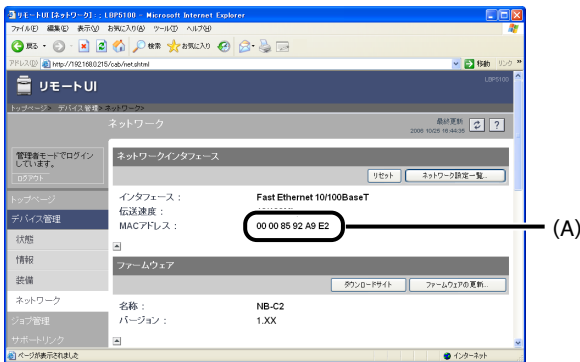 リモートUI【ネットワーク】: : LBP5100 - Microsoft Internet Explorer
ファイル(F) 編集(E) 表示(V) お気に入り(A) ツール(T) ヘルプ(H)
戻る 検索 お気に入り
アドレス(D) http://192.168.0.215/cab/net.shtml 移動 リンク »
リモートUI LBP5100
トップページ> デバイス管理> ネットワーク>
ネットワーク 最終更新 2006 10/25 16:44:35 ?
管理者モードでログイン
しています。
ログアウト
トップページ
デバイス管理
状態
情報
装備
ネットワーク
ジョブ管理
サポートリンク
ネットワークインタフェース
リセット ネットワーク設定一覧...
インタフェース : Fast Ethernet 10/100BaseT
伝送速度 :
MACアドレス : 00 00 85 92 A9 E2
(A)
ファームウェア
ダウンロードサイト ファームウェアの更新...
名称 : NB-C2
バージョン : 1.XX
ページが表示されました インターネット